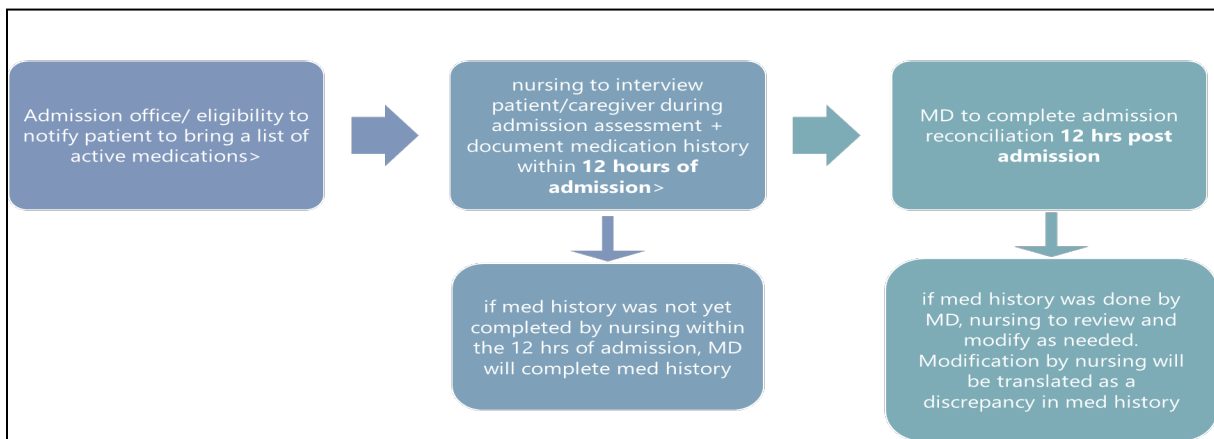 Admission office/ eligibility to
notify patient to bring a list of
active medications>
nursing to interview
patient/caregiver during
admission assessment +
document medication history
within 12 hours of
admission>
MD to complete admission
reconciliation 12 hrs post
admission
if med history was not yet
completed by nursing within
the 12 hrs of admission, MD
will complete med history
if med history was done by
MD, nursing to review and
modify as needed.
Modification by nursing will
be translated as a
discrepancy in med history